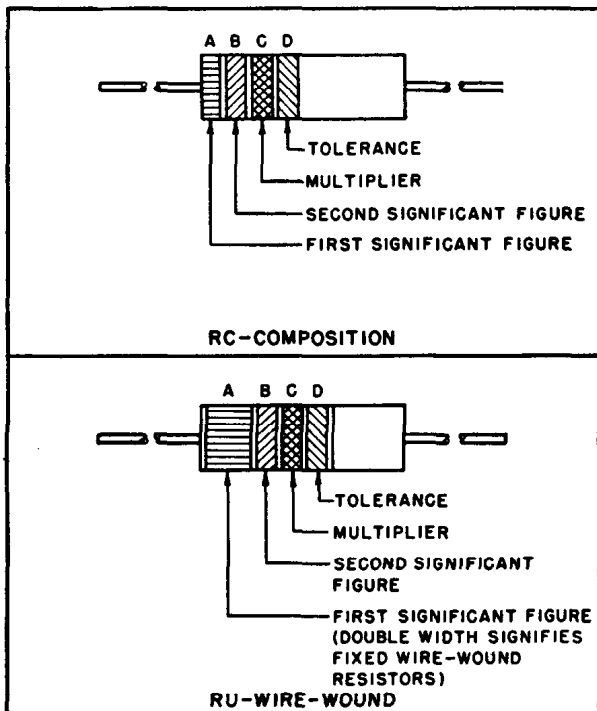 A B C D
TOLERANCE
MULTIPLIER
SECOND SIGNIFICANT FIGURE
FIRST SIGNIFICANT FIGURE
RC-COMPOSITION
A B C D
TOLERANCE
MULTIPLIER
SECOND SIGNIFICANT
FIGURE
FIRST SIGNIFICANT FIGURE
(DOUBLE WIDTH SIGNIFIES
FIXED WIRE-WOUND
RESISTORS)
RU-WIRE-WOUND